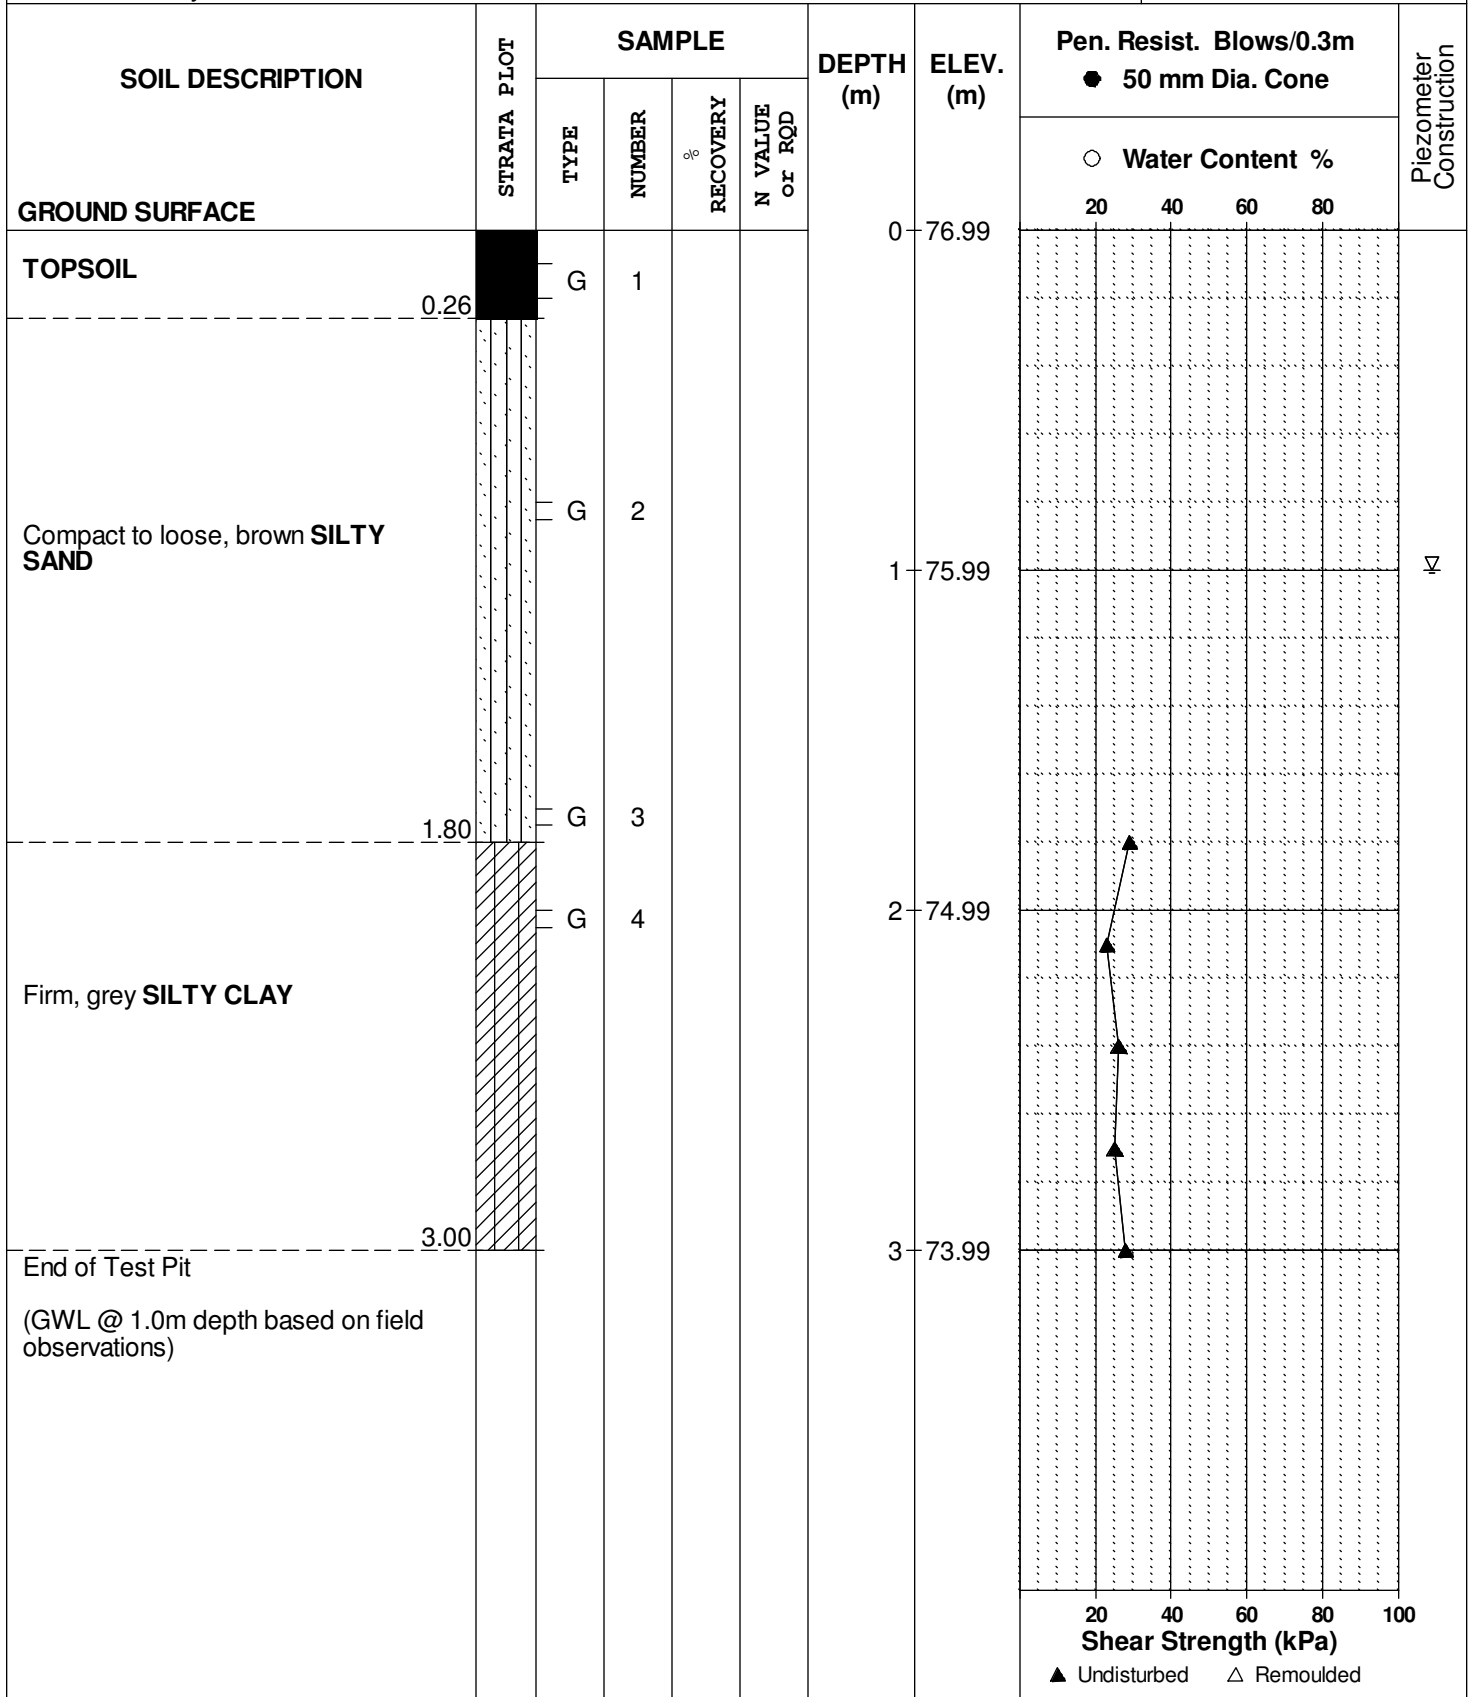 SOIL DESCRIPTION
GROUND SURFACE
STRATA PLOT
SAMPLE
TYPE
NUMBER
%
RECOVERY
N VALUE
or RQD
DEPTH
(m)
ELEV.
(m)
Pen. Resist. Blows/0.3m
● 50 mm Dia. Cone
○ Water Content %
20 40 60 80
Piezometer
Construction
0 76.99
TOPSOIL
G 1
0.26
G 2
Compact to loose, brown SILTY
SAND
1 75.99
G 3
1.80
2 74.99
G 4
Firm, grey SILTY CLAY
3.00
3 73.99
End of Test Pit
(GWL @ 1.0m depth based on field
observations)
20 40 60 80 100
Shear Strength (kPa)
▲ Undisturbed △ Remoulded